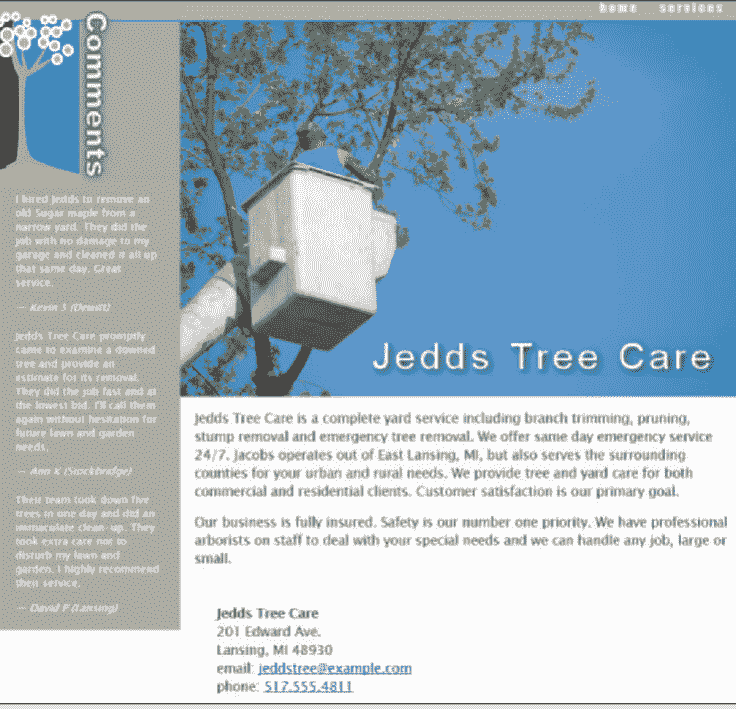 home services
Comments
I hired Jedds to remove an
old Sugar maple from a
narrow yard. They did the
job with no damage to my
garage and cleaned it all up
that same day. Great
service.
— Kevin S (Dewitt)
Jedds Tree Care promptly
came to examine a downed
tree and provide an
estimate for its removal.
They did the job fast and at
the lowest bid. I'll call them
again without hesitation for
future lawn and garden
needs.
— Ann K (Stockbridge)
Their team took down five
trees in one day and did an
immaculate clean-up. They
took extra care not to
disturb my lawn and
garden. I highly recommend
their service.
— David P (Lansing)
Jedds Tree Care
Jedds Tree Care is a complete yard service including branch trimming, pruning,
stump removal and emergency tree removal. We offer same day emergency service
24/7. Jacobs operates out of East Lansing, MI, but also serves the surrounding
counties for your urban and rural needs. We provide tree and yard care for both
commercial and residential clients. Customer satisfaction is our primary goal.
Our business is fully insured. Safety is our number one priority. We have professional
arborists on staff to deal with your special needs and we can handle any job, large or
small.
Jedds Tree Care
201 Edward Ave.
Lansing, MI 48930
email: jeddstree@example.com
phone: 517.555.4811